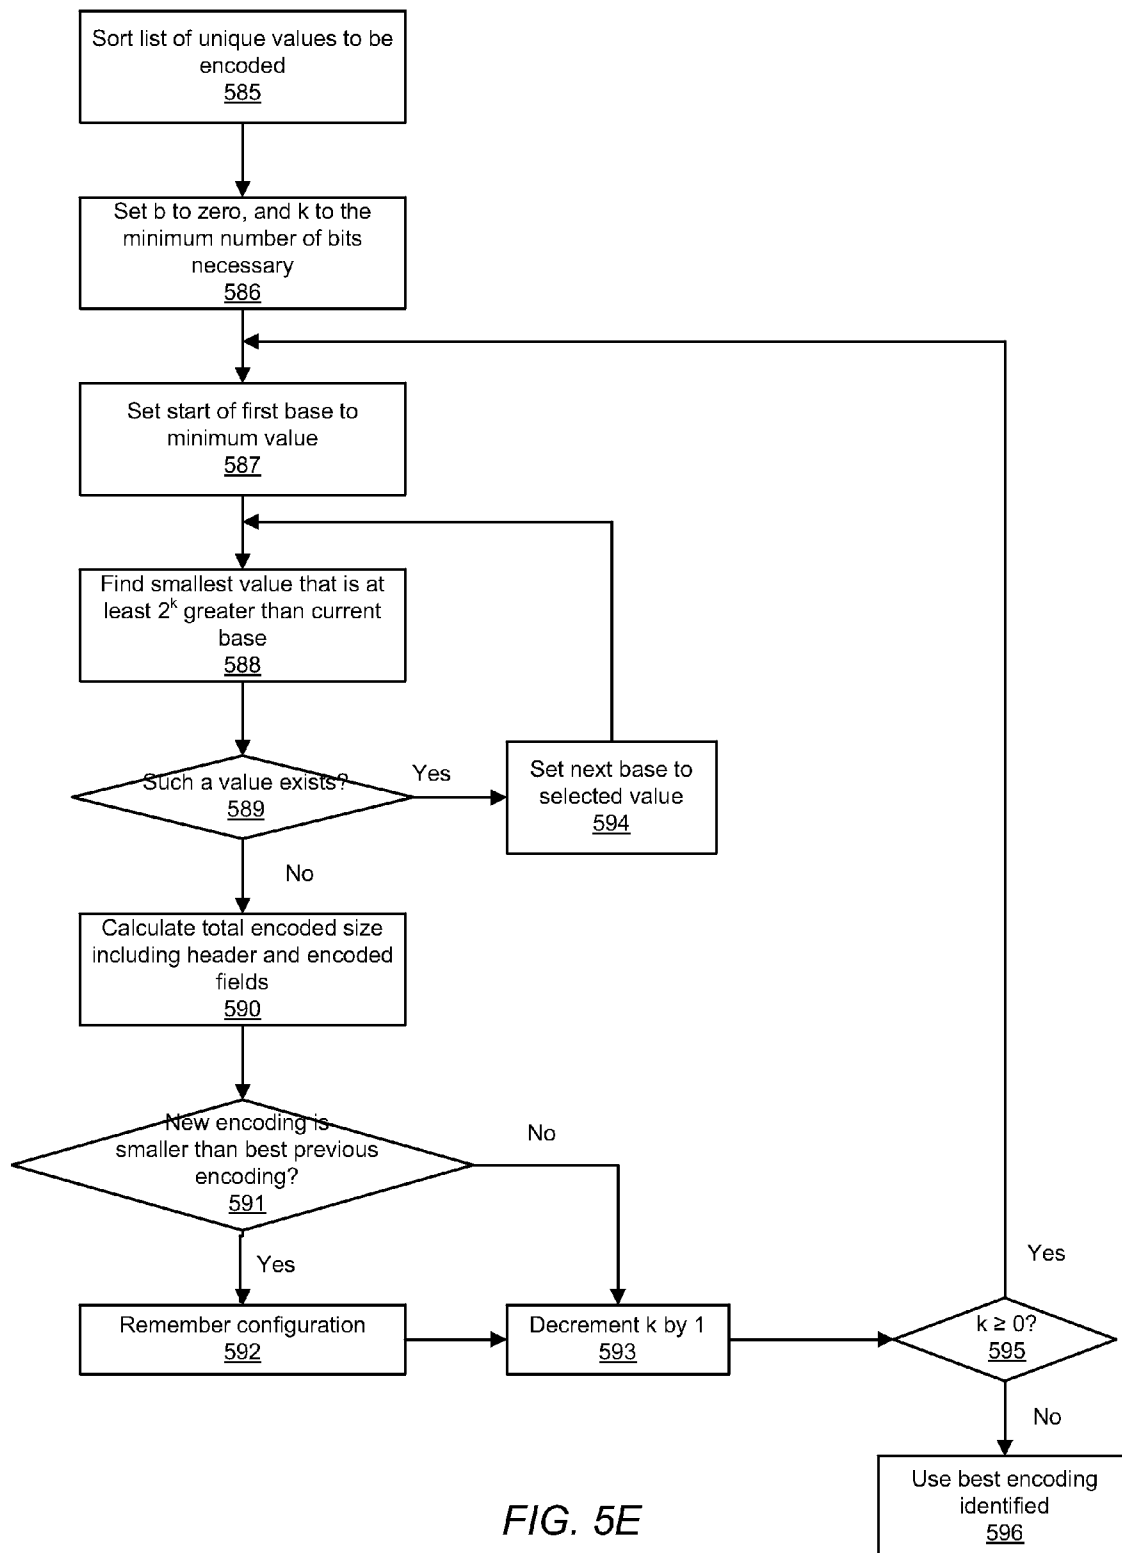 Sort list of unique values to be
encoded
585
Set b to zero, and k to the
minimum number of bits
necessary
586
Set start of first base to
minimum value
587
Find smallest value that is at
least 2^k greater than current
base
588
Such a value exists?
589
Yes
Set next base to
selected value
594
No
Calculate total encoded size
including header and encoded
fields
590
New encoding is
smaller than best previous
encoding?
591
No
Yes
Remember configuration
592
Decrement k by 1
593
k ≥ 0?
595
Yes
No
Use best encoding
identified
596
FIG. 5E